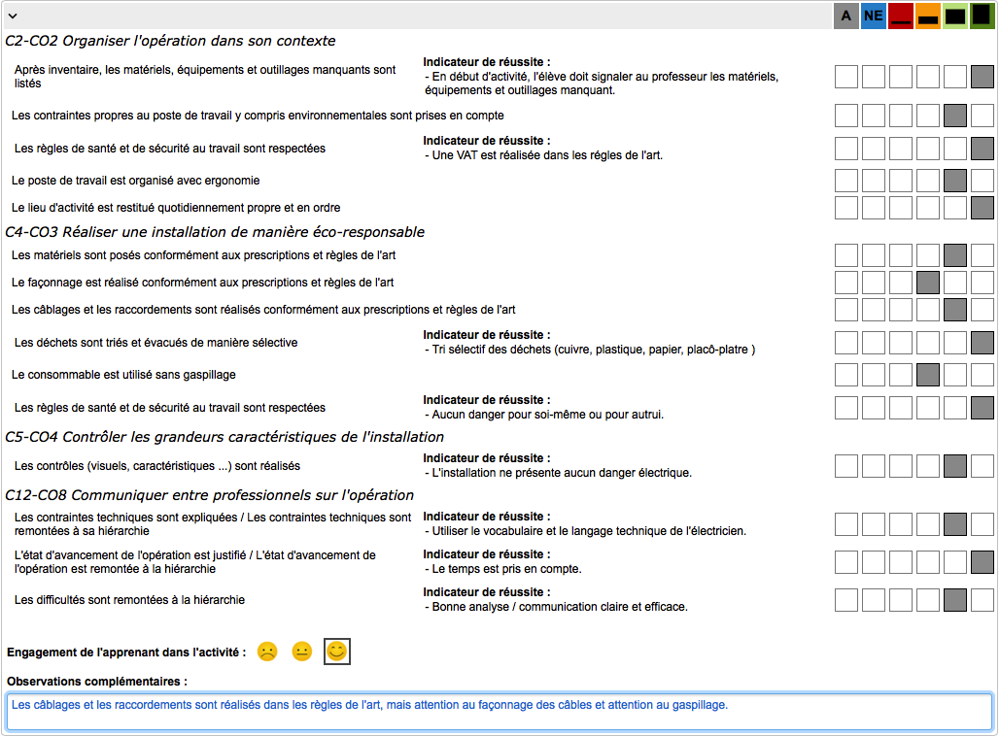 A NE
C2-CO2 Organiser l'opération dans son contexte
Après inventaire, les matériels, équipements et outillages manquants sont
listés
Indicateur de réussite :
- En début d'activité, l'élève doit signaler au professeur les matériels,
équipements et outillages manquant.
Les contraintes propres au poste de travail y compris environnementales sont prises en compte
Les règles de santé et de sécurité au travail sont respectées
Indicateur de réussite :
- Une VAT est réalisée dans les régles de l'art.
Le poste de travail est organisé avec ergonomie
Le lieu d'activité est restitué quotidiennement propre et en ordre
C4-CO3 Réaliser une installation de manière éco-responsable
Les matériels sont posés conformément aux prescriptions et règles de l'art
Le façonnage est réalisé conformément aux prescriptions et règles de l'art
Les câblages et les raccordements sont réalisés conformément aux prescriptions et règles de l'art
Les déchets sont triés et évacués de manière sélective
Indicateur de réussite :
- Tri sélectif des déchets (cuivre, plastique, papier, placô-platre )
Le consommable est utilisé sans gaspillage
Les règles de santé et de sécurité au travail sont respectées
Indicateur de réussite :
- Aucun danger pour soi-même ou pour autrui.
C5-CO4 Contrôler les grandeurs caractéristiques de l'installation
Les contrôles (visuels, caractéristiques ...) sont réalisés
Indicateur de réussite :
- L'installation ne présente aucun danger électrique.
C12-CO8 Communiquer entre professionnels sur l'opération
Les contraintes techniques sont expliquées / Les contraintes techniques sont
remontées à sa hiérarchie
Indicateur de réussite :
- Utiliser le vocabulaire et le langage technique de l'électricien.
L'état d'avancement de l'opération est justifié / L'état d'avancement de
l'opération est remontée à la hiérarchie
Indicateur de réussite :
- Le temps est pris en compte.
Les difficultés sont remontées à la hiérarchie
Indicateur de réussite :
- Bonne analyse / communication claire et efficace.
Engagement de l'apprenant dans l'activité :
Observations complémentaires :
Les câblages et les raccordements sont réalisés dans les règles de l'art, mais attention au façonnage des câbles et attention au gaspillage.